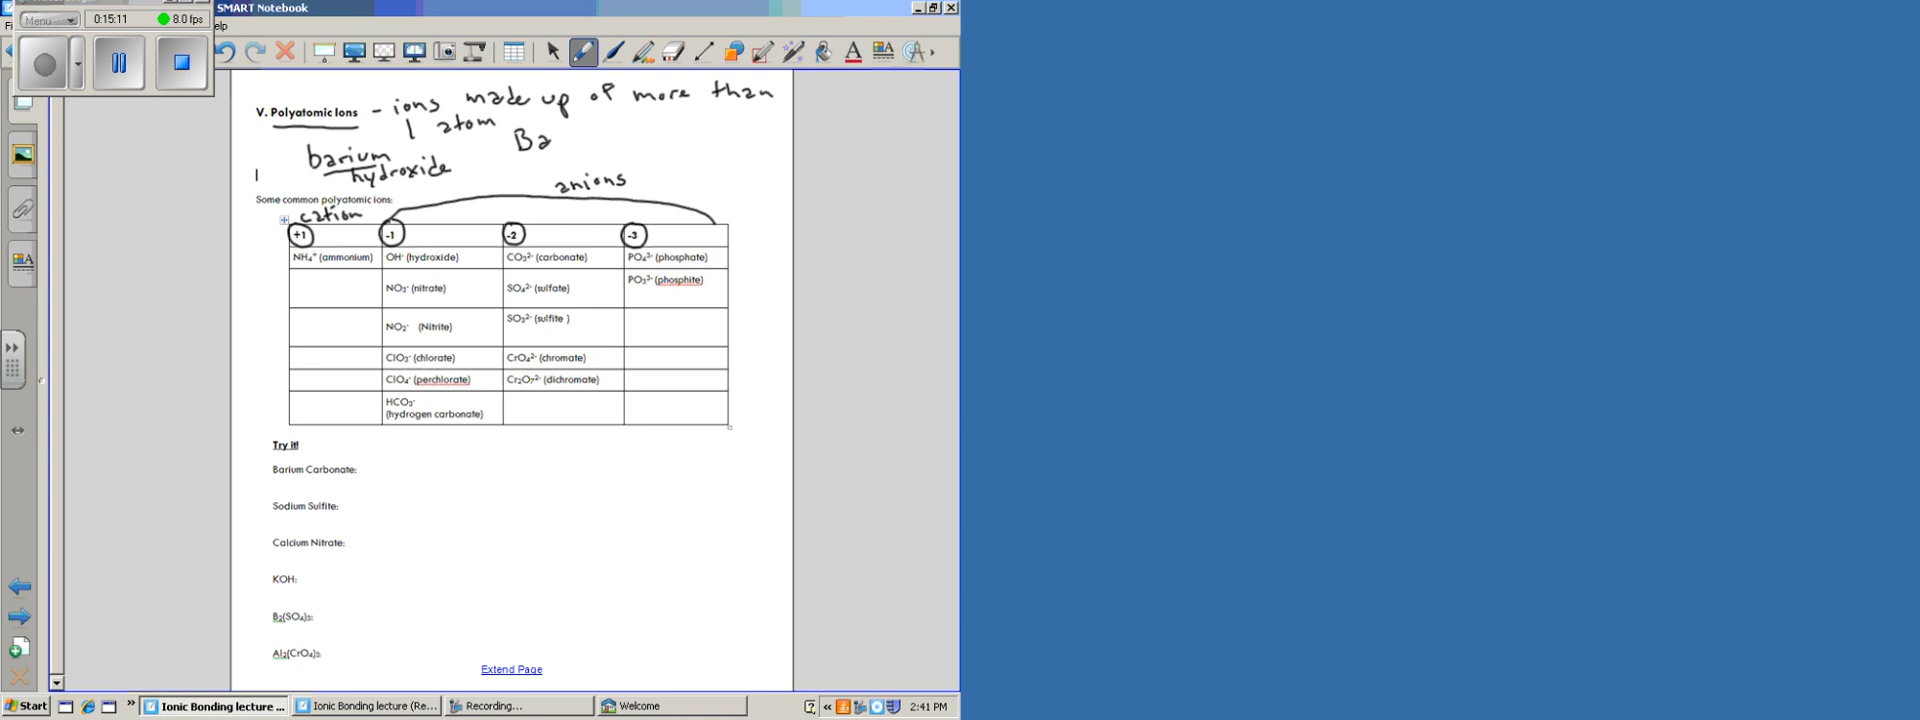 SMART Notebook
Menu 0:15:11 8.0 fps
elp
V. Polyatomic Ions - ions made up of more than
1 atom
Ba
barium
hydroxide
anions
Some common polyatomic ions:
cation
+1 -1 -2 -3
NH₄⁺ (ammonium) OH⁻ (hydroxide) CO₃²⁻ (carbonate) PO₄³⁻ (phosphate)
NO₃⁻ (nitrate) SO₄²⁻ (sulfate) PO₃³⁻ (phosphite)
NO₂⁻ (Nitrite) SO₃²⁻ (sulfite )
ClO₃⁻ (chlorate) CrO₄²⁻ (chromate)
ClO₄⁻ (perchlorate) Cr₂O₇²⁻ (dichromate)
HCO₃⁻
(hydrogen carbonate)
Try it!
Barium Carbonate:
Sodium Sulfite:
Calcium Nitrate:
KOH:
B₂(SO₄)₃:
Al₂(CrO₄)₃:
Extend Page
Start Ionic Bonding lecture ... Ionic Bonding lecture (Re... Recording... Welcome 2:41 PM